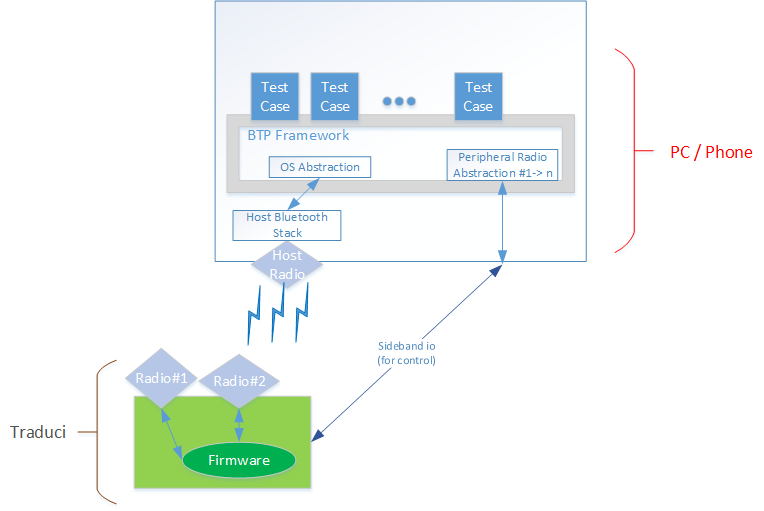 Test
Case
Test
Case
Test
Case
BTP Framework
OS Abstraction
Peripheral Radio
Abstraction #1-> n
PC / Phone
Host Bluetooth
Stack
Host
Radio
Sideband io
(for control)
Radio#1
Radio#2
Traduci
Firmware